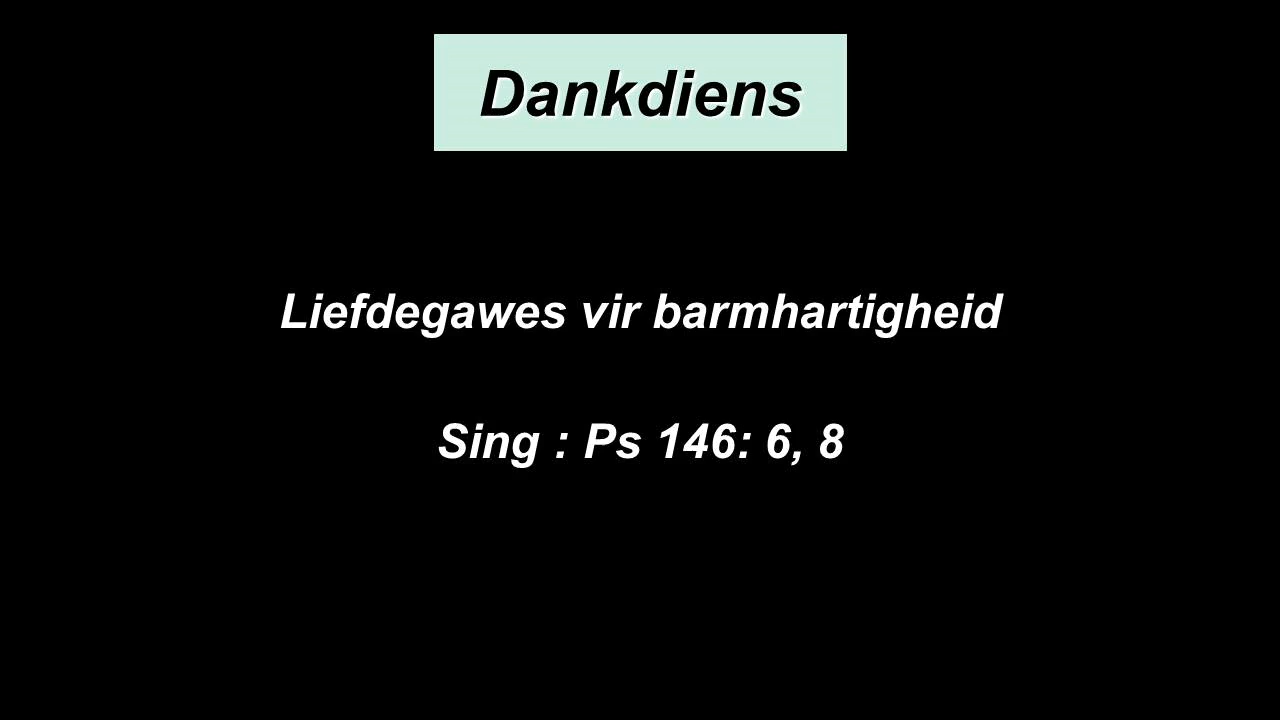 Dankdiens
Liefdegawes vir barmhartigheid
Sing : Ps 146: 6, 8